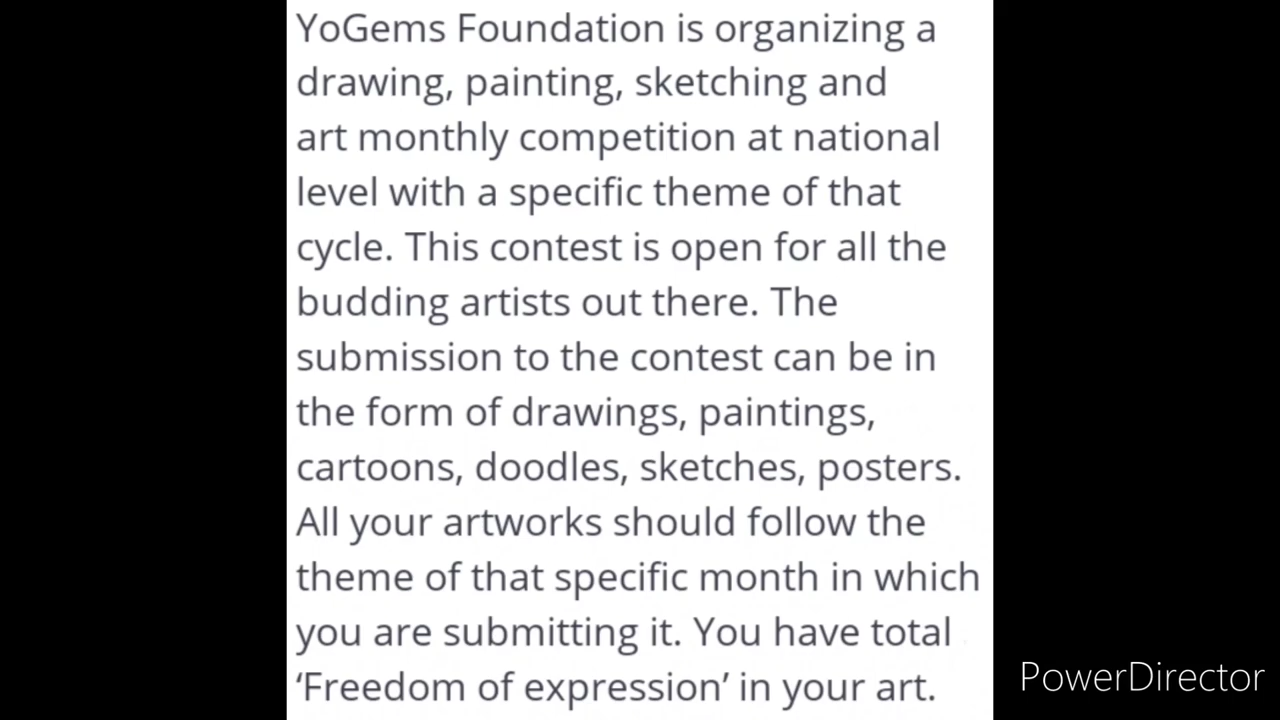 YoGems Foundation is organizing a
drawing, painting, sketching and
art monthly competition at national
level with a specific theme of that
cycle. This contest is open for all the
budding artists out there. The
submission to the contest can be in
the form of drawings, paintings,
cartoons, doodles, sketches, posters.
All your artworks should follow the
theme of that specific month in which
you are submitting it. You have total
‘Freedom of expression’ in your art.
PowerDirector